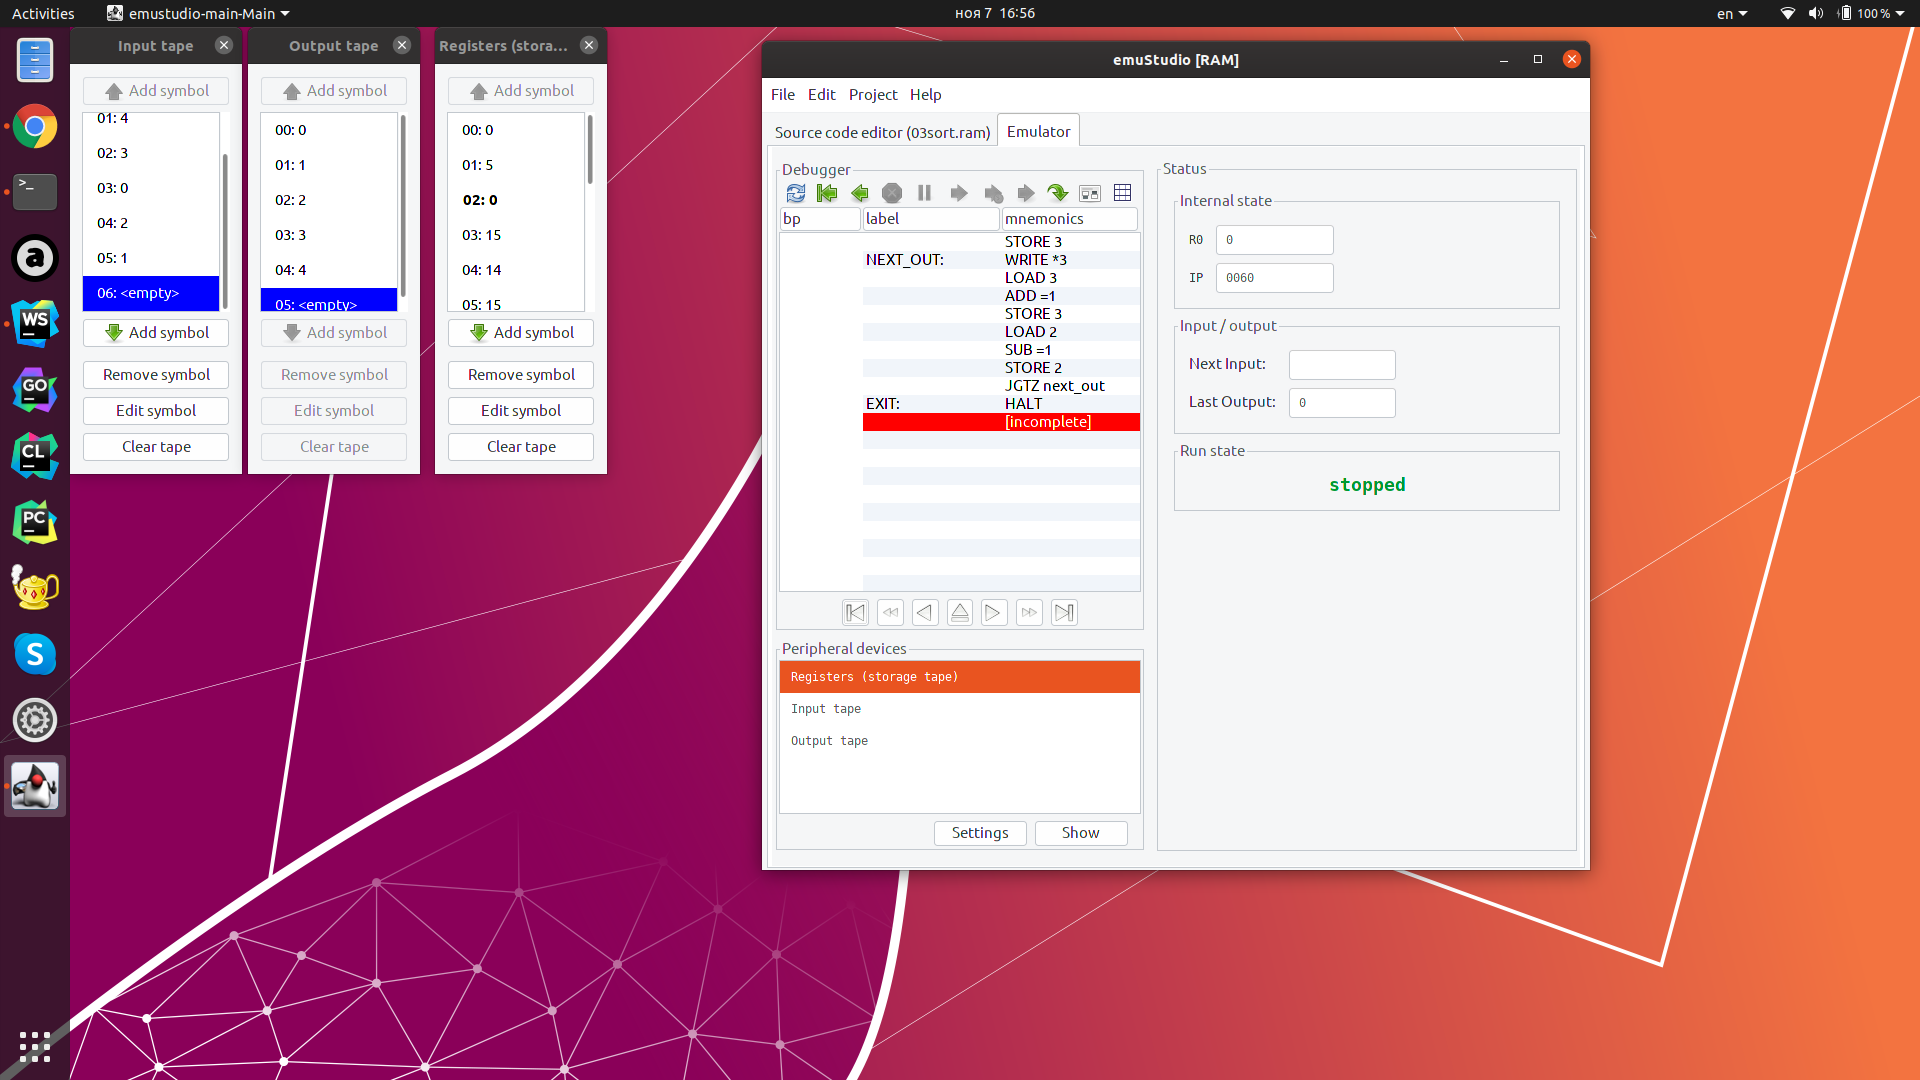 Activities
emustudio-main-Main
ноя 7 16:56
en
100 %
Input tape
Add symbol
01: 4
02: 3
03: 0
04: 2
05: 1
06: <empty>
Add symbol
Remove symbol
Edit symbol
Clear tape
Output tape
Add symbol
00: 0
01: 1
02: 2
03: 3
04: 4
05: <empty>
Add symbol
Remove symbol
Edit symbol
Clear tape
Registers (stora...
Add symbol
00: 0
01: 5
02: 0
03: 15
04: 14
05: 15
Add symbol
Remove symbol
Edit symbol
Clear tape
emuStudio [RAM]
File Edit Project Help
Source code editor (03sort.ram)
Emulator
Debugger
bp label mnemonics
STORE 3
NEXT_OUT: WRITE *3
LOAD 3
ADD =1
STORE 3
LOAD 2
SUB =1
STORE 2
JGTZ next_out
EXIT: HALT
[incomplete]
Peripheral devices
Registers (storage tape)
Input tape
Output tape
Settings
Show
Status
Internal state
R0 0
IP 0060
Input / output
Next Input:
Last Output: 0
Run state
stopped
>_
a
WS
GO
CL
PC
S